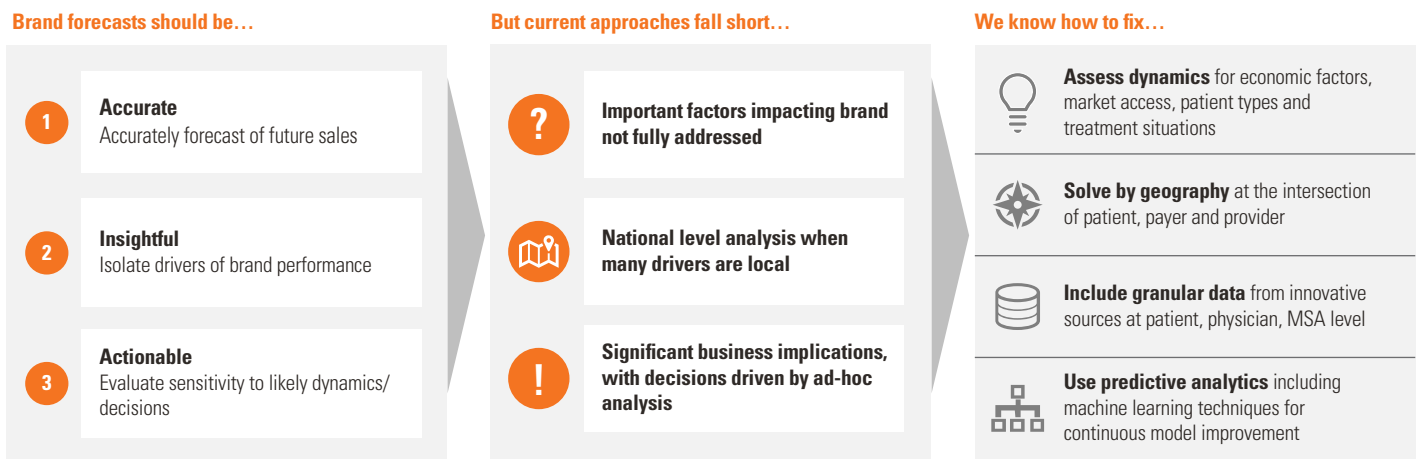 Brand forecasts should be…
1
Accurate
Accurately forecast of future sales
2
Insightful
Isolate drivers of brand performance
3
Actionable
Evaluate sensitivity to likely dynamics/
decisions
But current approaches fall short…
?
Important factors impacting brand
not fully addressed
National level analysis when
many drivers are local
!
Significant business implications,
with decisions driven by ad-hoc
analysis
We know how to fix…
Assess dynamics for economic factors,
market access, patient types and
treatment situations
Solve by geography at the intersection
of patient, payer and provider
Include granular data from innovative
sources at patient, physician, MSA level
Use predictive analytics including
machine learning techniques for
continuous model improvement